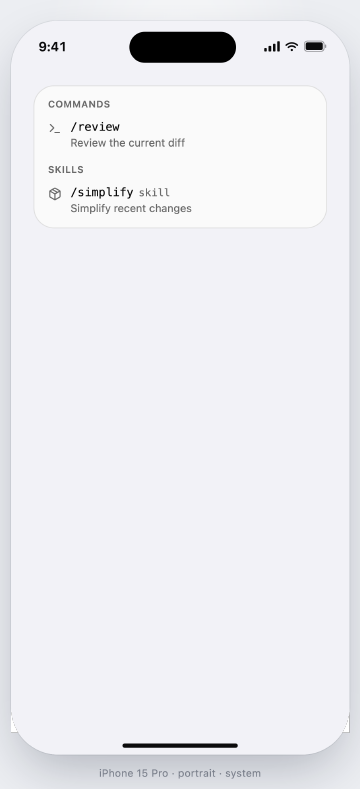 9:41
COMMANDS
/review
Review the current diff
SKILLS
/simplify skill
Simplify recent changes
iPhone 15 Pro · portrait · system